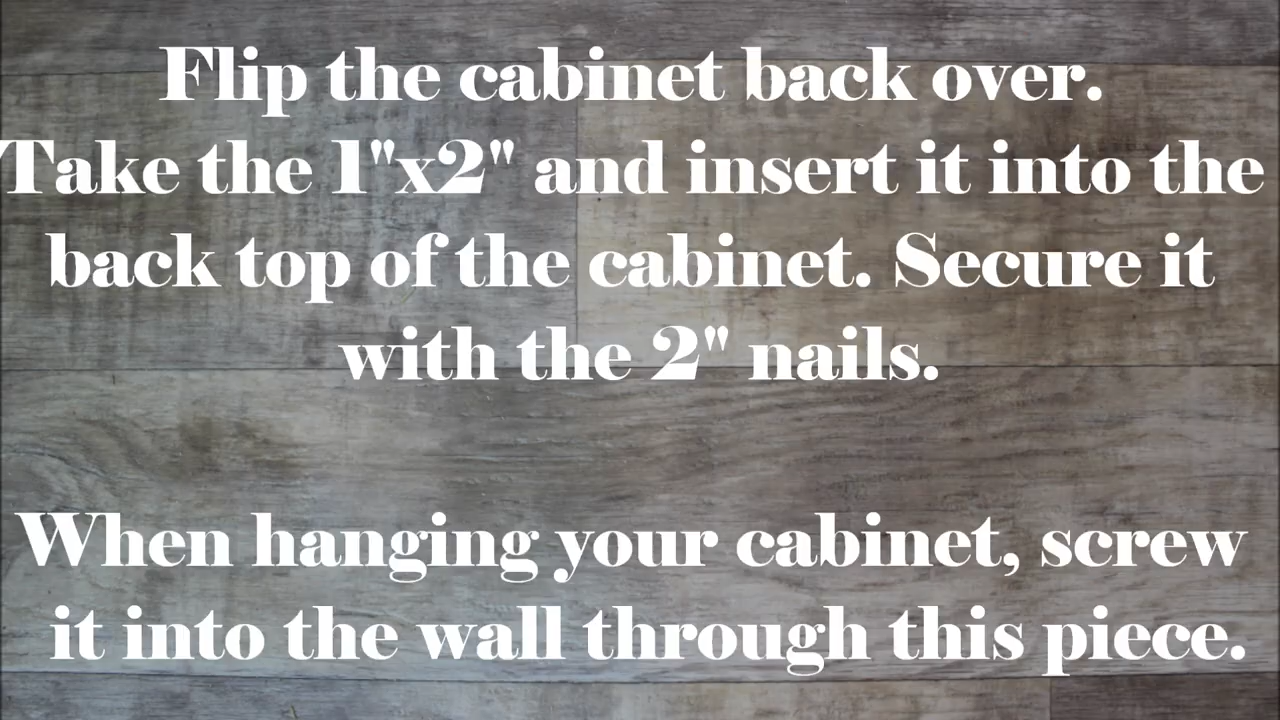 Flip the cabinet back over.
Take the 1"x2" and insert it into the
back top of the cabinet. Secure it
with the 2" nails.
When hanging your cabinet, screw
it into the wall through this piece.